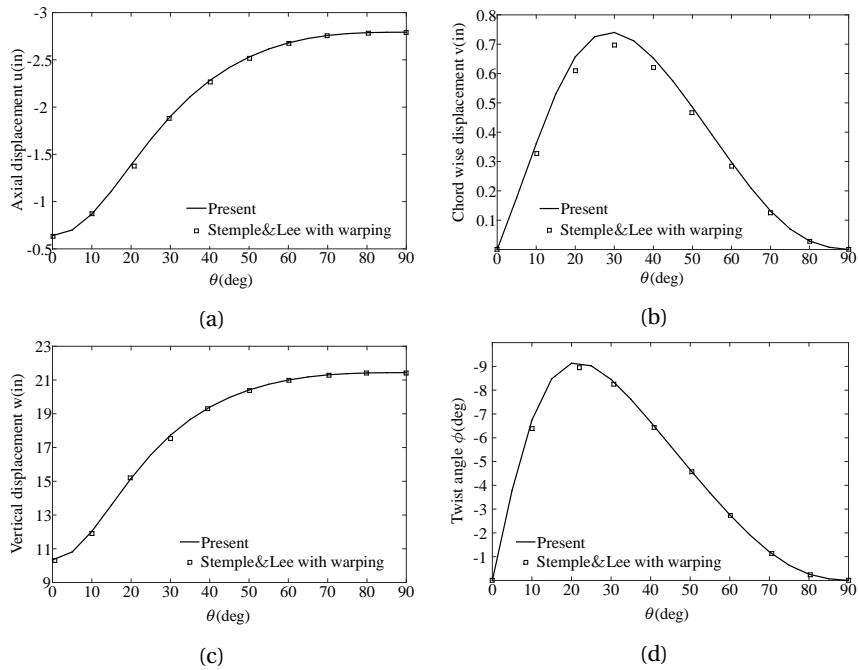 -3
-2.5
-2
-1.5
-1
-0.5
Axial displacement u(in)
0 10 20 30 40 50 60 70 80 90
θ(deg)
Present
Stemple&Lee with warping
(a)
0.8
0.7
0.6
0.5
0.4
0.3
0.2
0.1
Chord wise displacement v(in)
0 10 20 30 40 50 60 70 80 90
θ(deg)
Present
Stemple&Lee with warping
(b)
23
21
19
17
15
13
11
9
Vertical displacement w(in)
0 10 20 30 40 50 60 70 80 90
θ(deg)
Present
Stemple&Lee with warping
(c)
-9
-8
-7
-6
-5
-4
-3
-2
-1
Twist angle ϕ(deg)
0 10 20 30 40 50 60 70 80 90
θ(deg)
Present
Stemple&Lee with warping
(d)